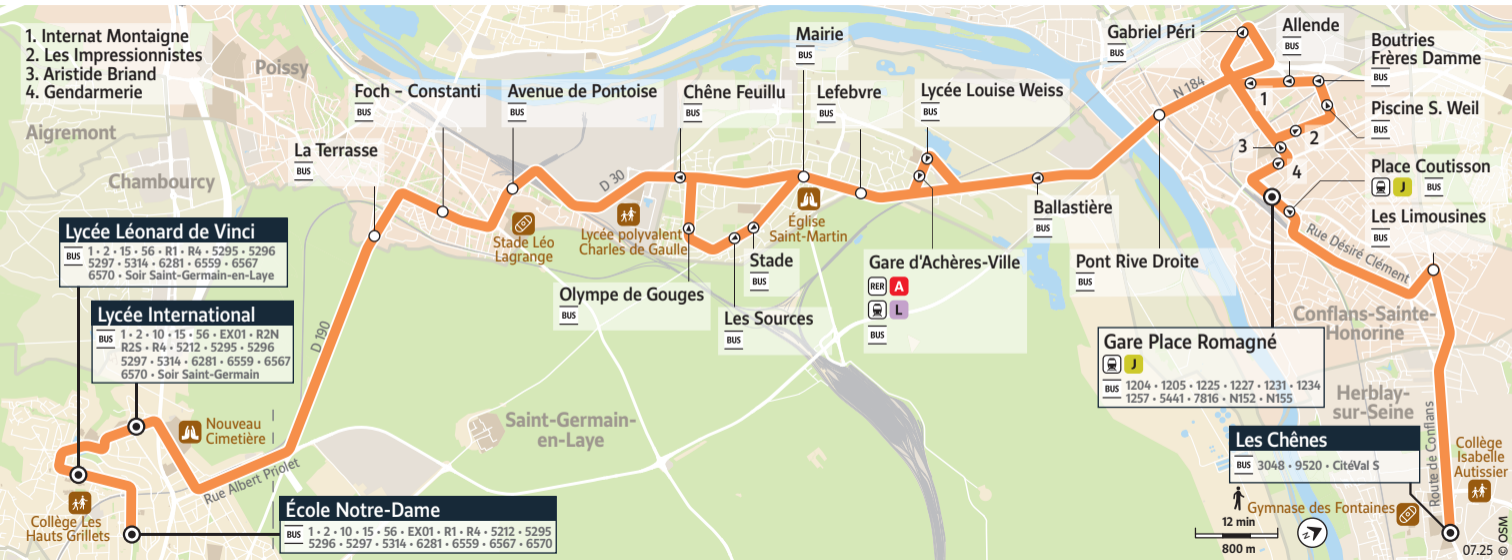 1. Internat Montaigne
2. Les Impressionnistes
3. Aristide Briand
4. Gendarmerie
Poissy
Aigremont
Chambourcy
La Terrasse
BUS
Foch – Constanti
BUS
Avenue de Pontoise
BUS
Chêne Feuillu
BUS
Mairie
BUS
Lefebvre
BUS
Lycée Louise Weiss
BUS
Gabriel Péri
BUS
Allende
BUS
Boutries
Frères Damme
BUS
Piscine S. Weil
BUS
Place Coutisson
J
BUS
Les Limousines
BUS
N 184
1
2
3
4
D 30
D 190
Stade Léo
Lagrange
Lycée polyvalent
Charles de Gaulle
Église
Saint-Martin
Olympe de Gouges
BUS
Les Sources
BUS
Stade
BUS
Gare d'Achères-Ville
RER A
L
BUS
Ballastière
BUS
Pont Rive Droite
BUS
Rue Désiré Clément
Conflans-Sainte-
Honorine
Gare Place Romagné
J
BUS 1204 • 1205 • 1225 • 1227 • 1231 • 1234
1257 • 5441 • 7816 • N152 • N155
Herblay-
sur-Seine
Lycée Léonard de Vinci
BUS 1 • 2 • 15 • 56 • R1 • R4 • 5295 • 5296
5297 • 5314 • 6281 • 6559 • 6567
6570 • Soir Saint-Germain-en-Laye
Lycée International
BUS 1 • 2 • 10 • 15 • 56 • EX01 • R2N
R2S • R4 • 5212 • 5295 • 5296
5297 • 5314 • 6281 • 6559 • 6567
6570 • Soir Saint-Germain
Nouveau
Cimetière
Rue Albert Priolet
Saint-Germain-
en-Laye
Collège Les
Hauts Grillets
École Notre-Dame
BUS 1 • 2 • 10 • 15 • 56 • EX01 • R1 • R4 • 5212 • 5295
5296 • 5297 • 5314 • 6281 • 6559 • 6567 • 6570
Les Chênes
BUS 3048 • 9520 • CitéVal S
Route de Conflans
Collège
Isabelle
Autissier
Gymnase des Fontaines
12 min
800 m
07.25
© OSM